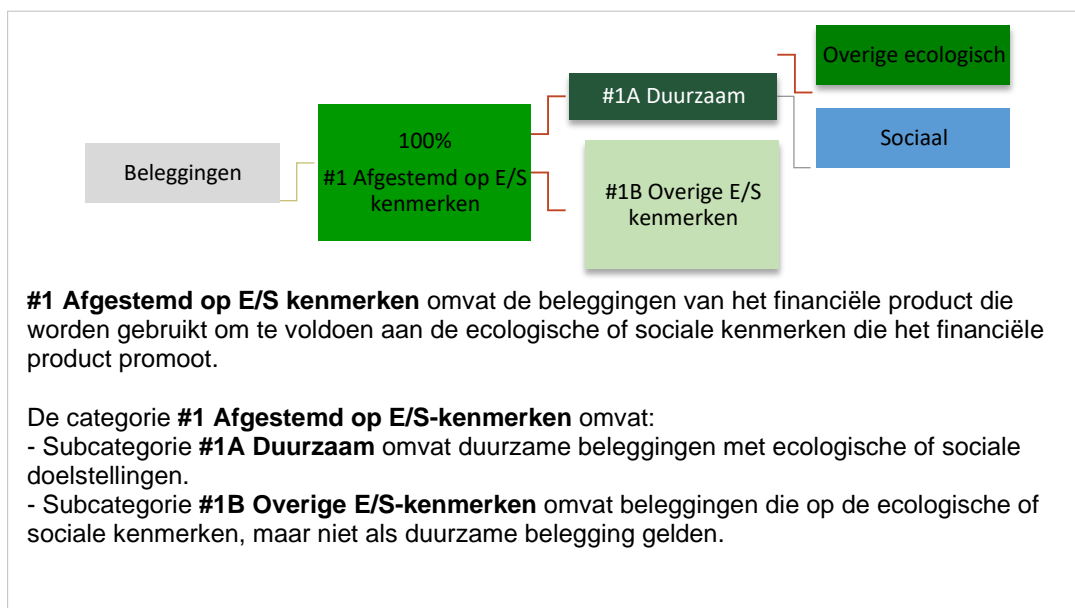 Overige ecologisch
#1A Duurzaam
100%
Sociaal
Beleggingen
#1 Afgestemd op E/S
kenmerken
#1B Overige E/S
kenmerken
#1 Afgestemd op E/S kenmerken omvat de beleggingen van het financiële product die
worden gebruikt om te voldoen aan de ecologische of sociale kenmerken die het financiële
product promoot.
De categorie #1 Afgestemd op E/S-kenmerken omvat:
- Subcategorie #1A Duurzaam omvat duurzame beleggingen met ecologische of sociale
doelstellingen.
- Subcategorie #1B Overige E/S-kenmerken omvat beleggingen die op de ecologische of
sociale kenmerken, maar niet als duurzame belegging gelden.